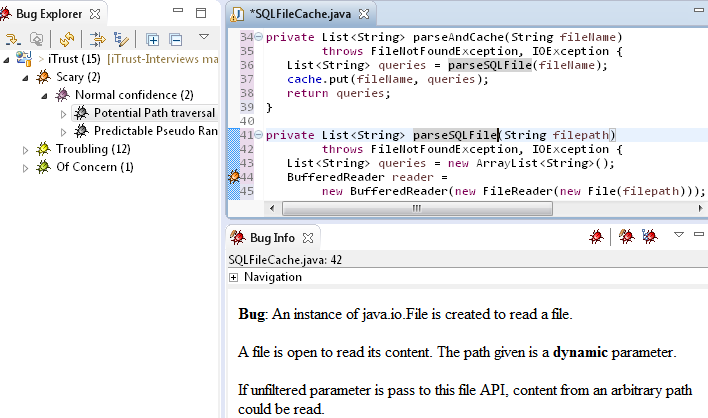 Bug Explorer
iTrust (15) [iTrust-Interviews ma
Scary (2)
Normal confidence (2)
Potential Path traversal
Predictable Pseudo Ran
Troubling (12)
Of Concern (1)
*SQLFileCache.java
34 private List<String> parseAndCache(String fileName)
35 throws FileNotFoundException, IOException {
36 List<String> queries = parseSQLFile(fileName);
37 cache.put(fileName, queries);
38 return queries;
39 }
40
41 private List<String> parseSQLFile(String filepath)
42 throws FileNotFoundException, IOException {
43 List<String> queries = new ArrayList<String>();
44 BufferedReader reader =
45 new BufferedReader(new FileReader(new File(filepath)));
Bug Info
SQLFileCache.java: 42
Navigation
Bug: An instance of java.io.File is created to read a file.
A file is open to read its content. The path given is a dynamic parameter.
If unfiltered parameter is pass to this file API, content from an arbitrary path
could be read.